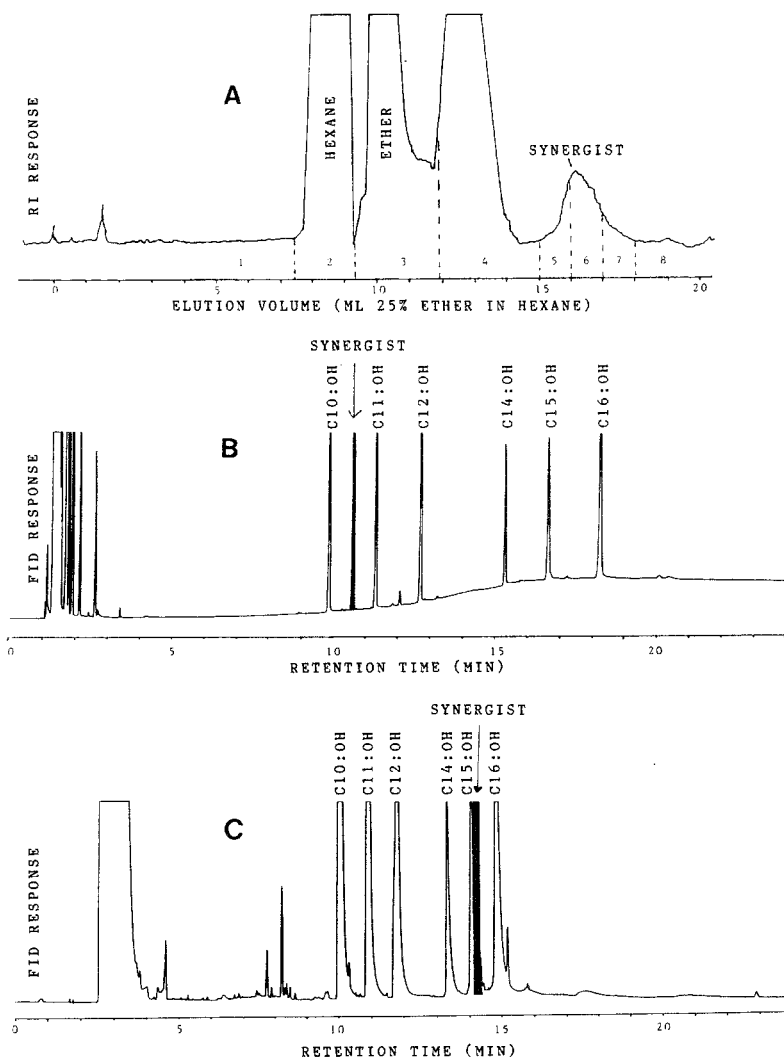 RI RESPONSE
A
HEXANE
ETHER
SYNERGIST
1 2 3 4 5 6 7 8
0 5 10 15 20
ELUTION VOLUME (ML 25% ETHER IN HEXANE)
SYNERGIST
FID RESPONSE
B
C10:OH
C11:OH
C12:OH
C14:OH
C15:OH
C16:OH
0 5 10 15 20
RETENTION TIME (MIN)
SYNERGIST
FID RESPONSE
C
C10:OH
C11:OH
C12:OH
C14:OH
C15:OH
C16:OH
0 5 10 15 20
RETENTION TIME (MIN)